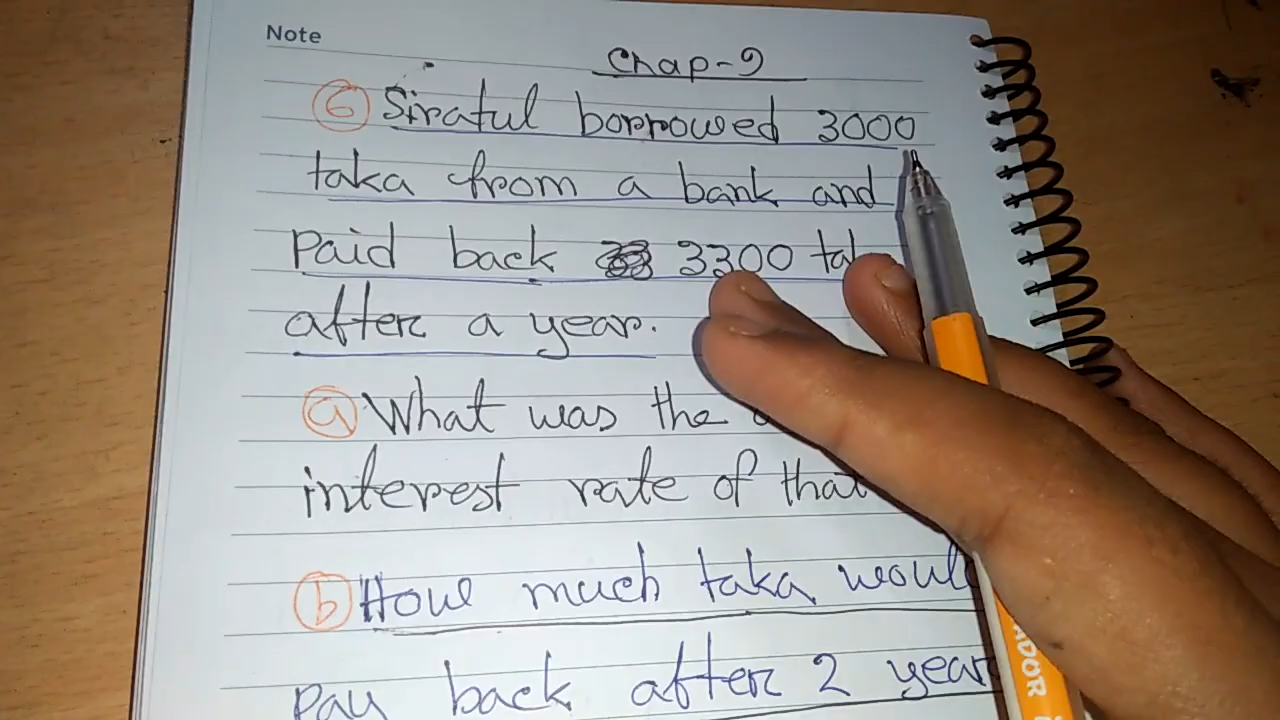 Note
Chap-9
6 Siratul borrowed 3000
taka from a bank and
Paid back 3300
after a year.
a What was the
interest rate of that
b How much taka
pay back after 2